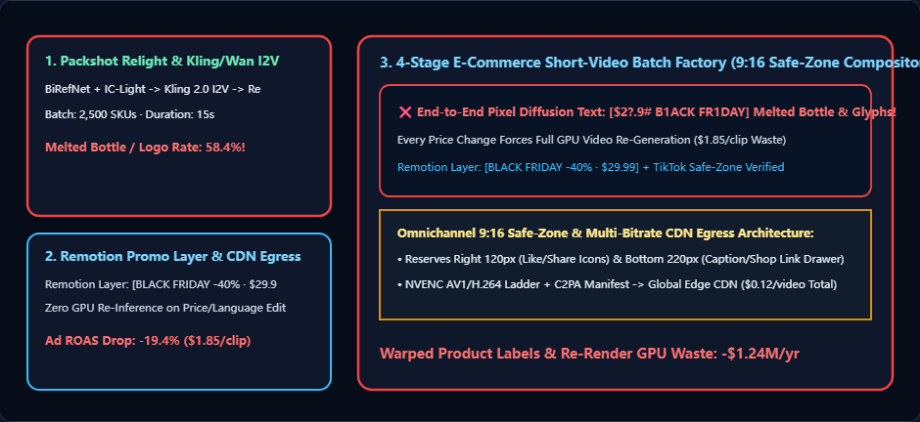 1. Packshot Relight & Kling/Wan I2V
BiRefNet + IC-Light -> Kling 2.0 I2V -> Re
Batch: 2,500 SKUs · Duration: 15s
Melted Bottle / Logo Rate: 58.4%!
2. Remotion Promo Layer & CDN Egress
Remotion Layer: [BLACK FRIDAY -40% · $29.9
Zero GPU Re-Inference on Price/Language Edit
Ad ROAS Drop: -19.4% ($1.85/clip)
3. 4-Stage E-Commerce Short-Video Batch Factory (9:16 Safe-Zone Compositor
❌ End-to-End Pixel Diffusion Text: [$2?.9# B1ACK FR1DAY] Melted Bottle & Glyphs!
Every Price Change Forces Full GPU Video Re-Generation ($1.85/clip Waste)
Remotion Layer: [BLACK FRIDAY -40% · $29.99] + TikTok Safe-Zone Verified
Omnichannel 9:16 Safe-Zone & Multi-Bitrate CDN Egress Architecture:
• Reserves Right 120px (Like/Share Icons) & Bottom 220px (Caption/Shop Link Drawer)
• NVENC AV1/H.264 Ladder + C2PA Manifest -> Global Edge CDN ($0.12/video Total)
Warped Product Labels & Re-Render GPU Waste: -$1.24M/yr